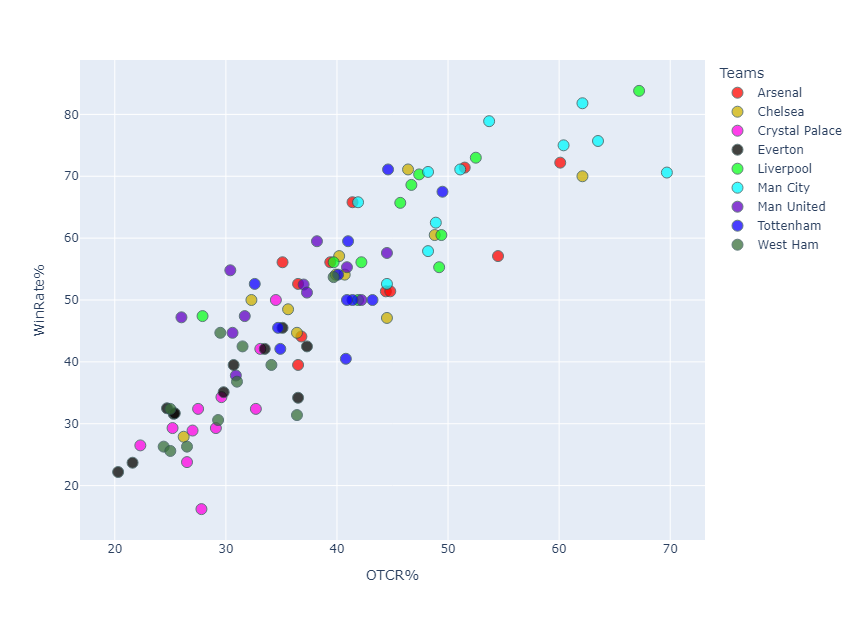 Teams
Arsenal
Chelsea
Crystal Palace
Everton
Liverpool
Man City
Man United
Tottenham
West Ham
WinRate%
80
70
60
50
40
30
20
20 30 40 50 60 70
OTCR%